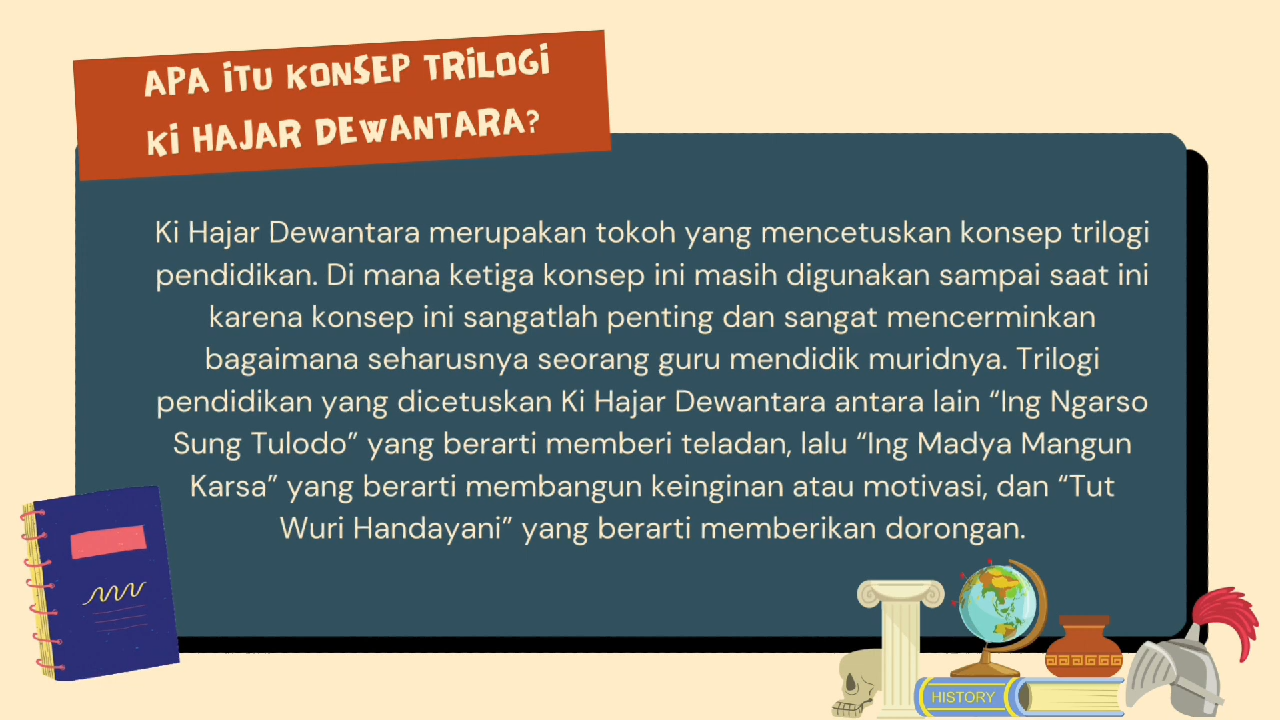 APA iTU KONSEP TRiLOGi
Ki HAJAR DEWANTARA?
Ki Hajar Dewantara merupakan tokoh yang mencetuskan konsep trilogi
pendidikan. Di mana ketiga konsep ini masih digunakan sampai saat ini
karena konsep ini sangatlah penting dan sangat mencerminkan
bagaimana seharusnya seorang guru mendidik muridnya. Trilogi
pendidikan yang dicetuskan Ki Hajar Dewantara antara lain “Ing Ngarso
Sung Tulodo” yang berarti memberi teladan, lalu “Ing Madya Mangun
Karsa” yang berarti membangun keinginan atau motivasi, dan “Tut
Wuri Handayani” yang berarti memberikan dorongan.
HISTORY